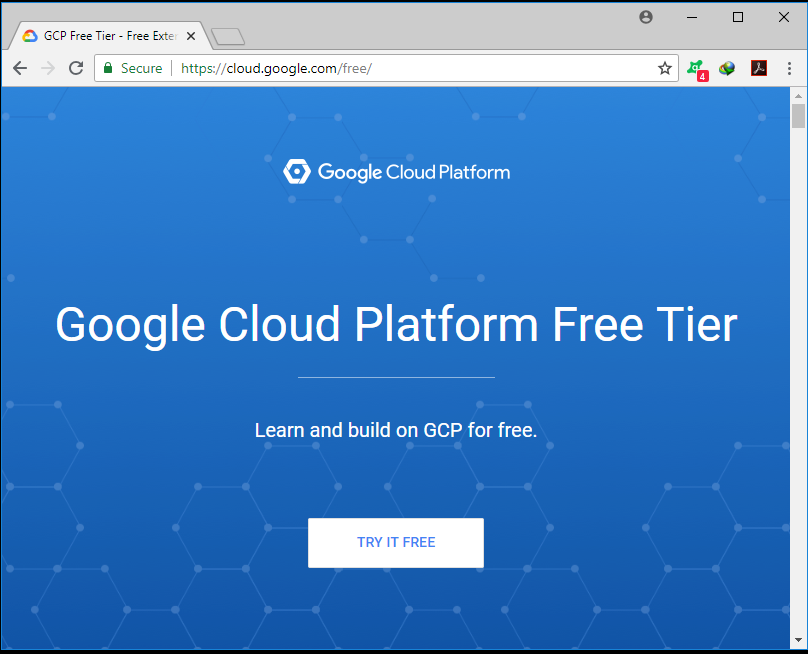 GCP Free Tier - Free Exte
Secure
https://cloud.google.com/free/
4
Google Cloud Platform
Google Cloud Platform Free Tier
Learn and build on GCP for free.
TRY IT FREE